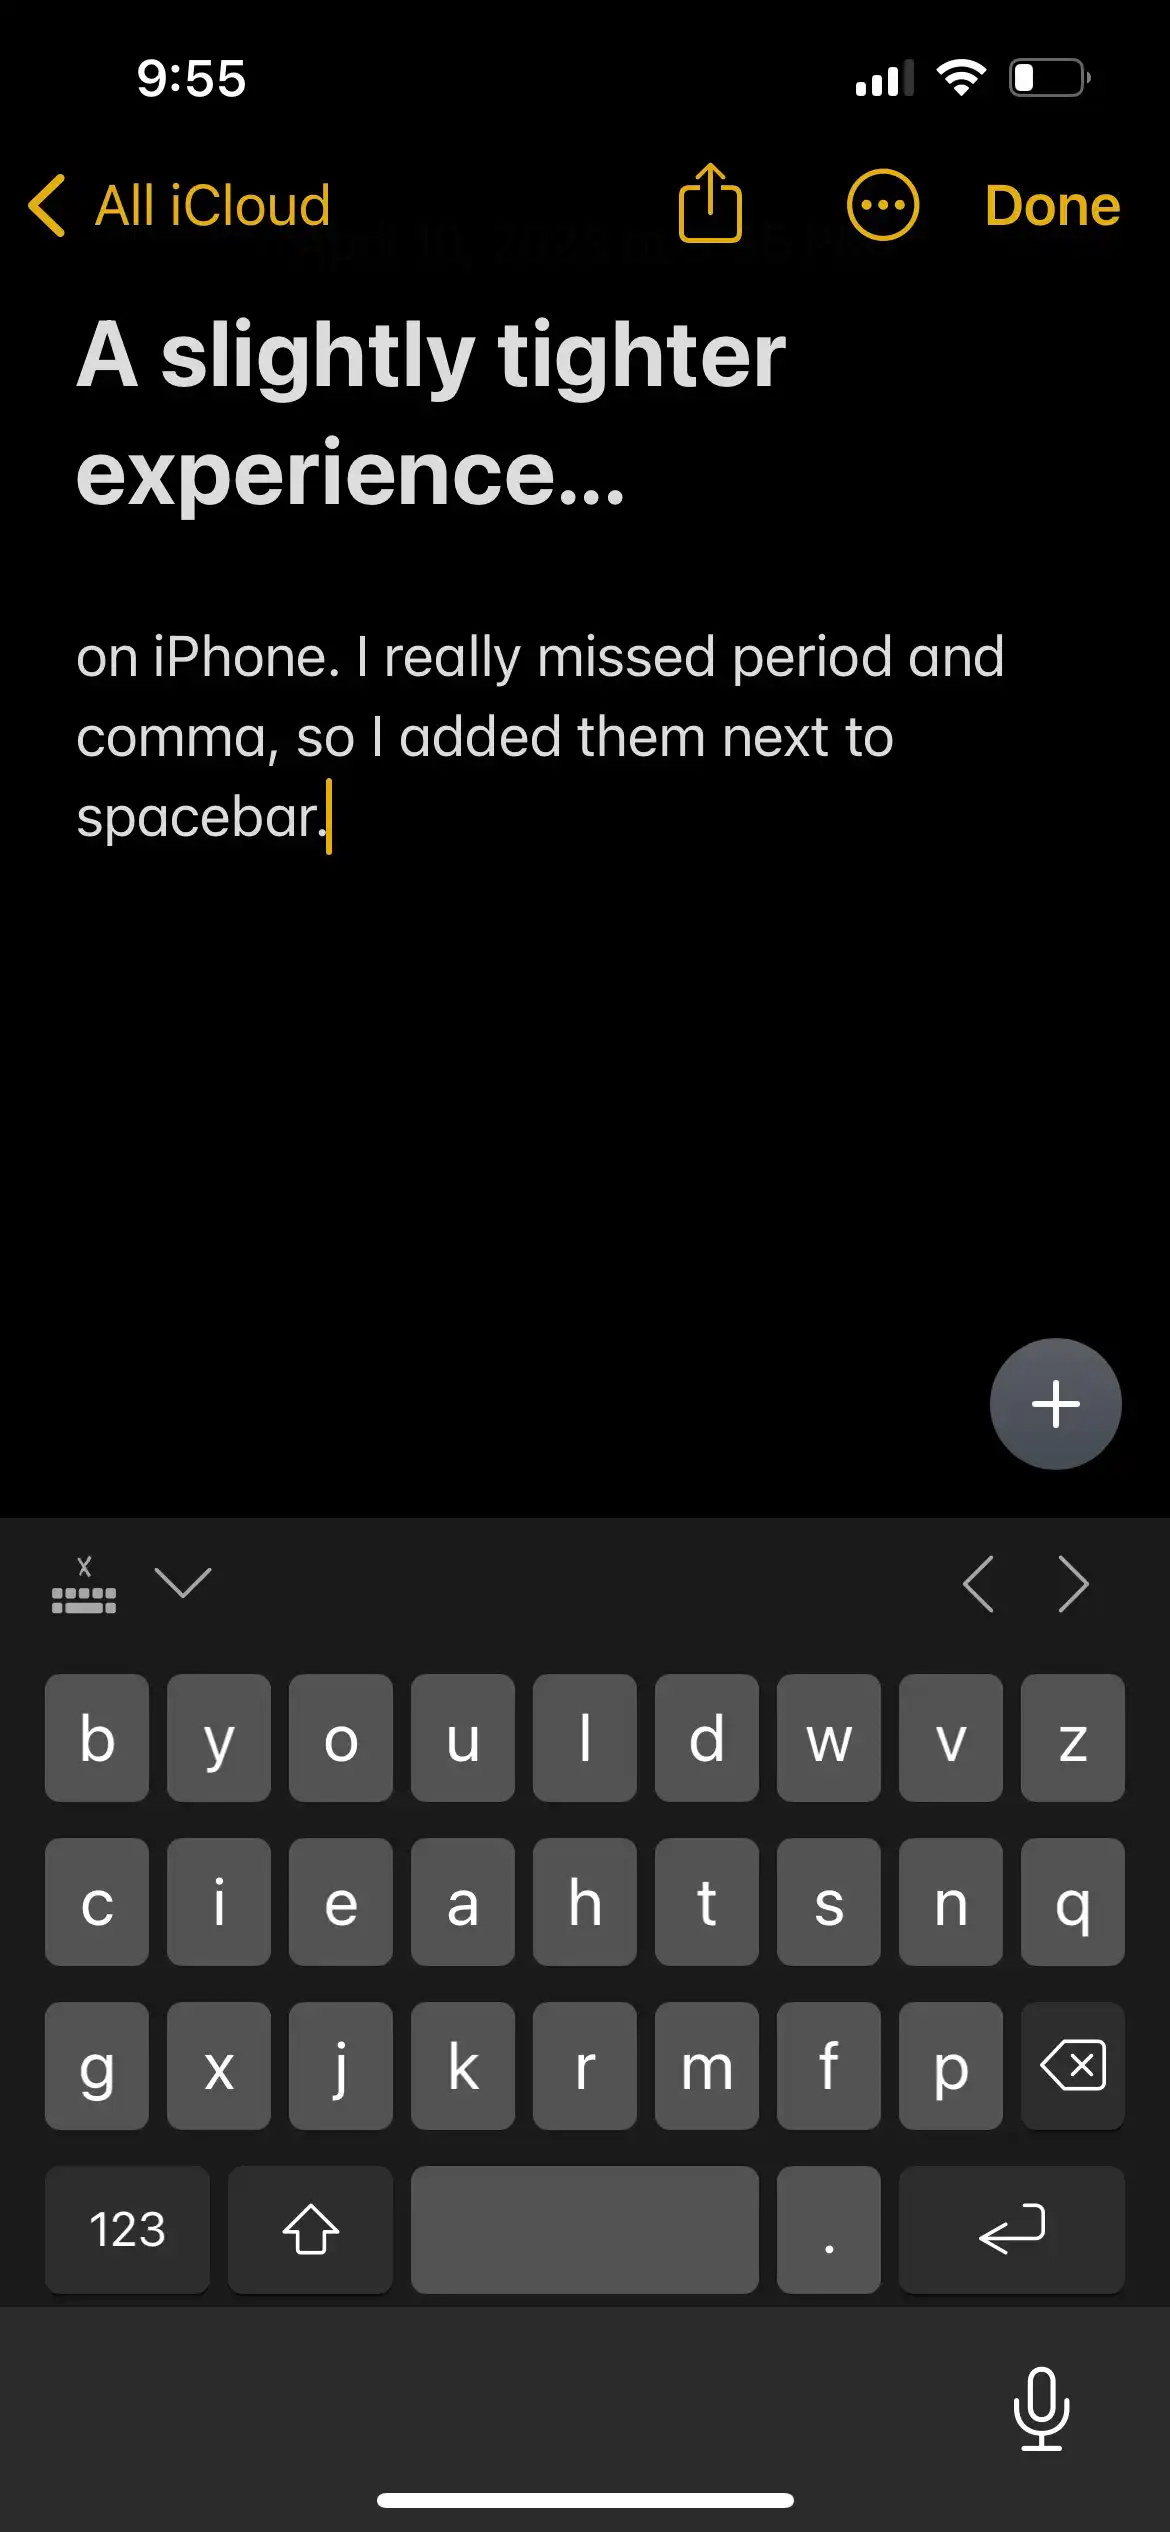 9:55
All iCloud
Done
A slightly tighter
experience...
on iPhone. I really missed period and
comma, so I added them next to
spacebar.
b y o u l d w v z
c i e a h t s n q
g x j k r m f p
123 .